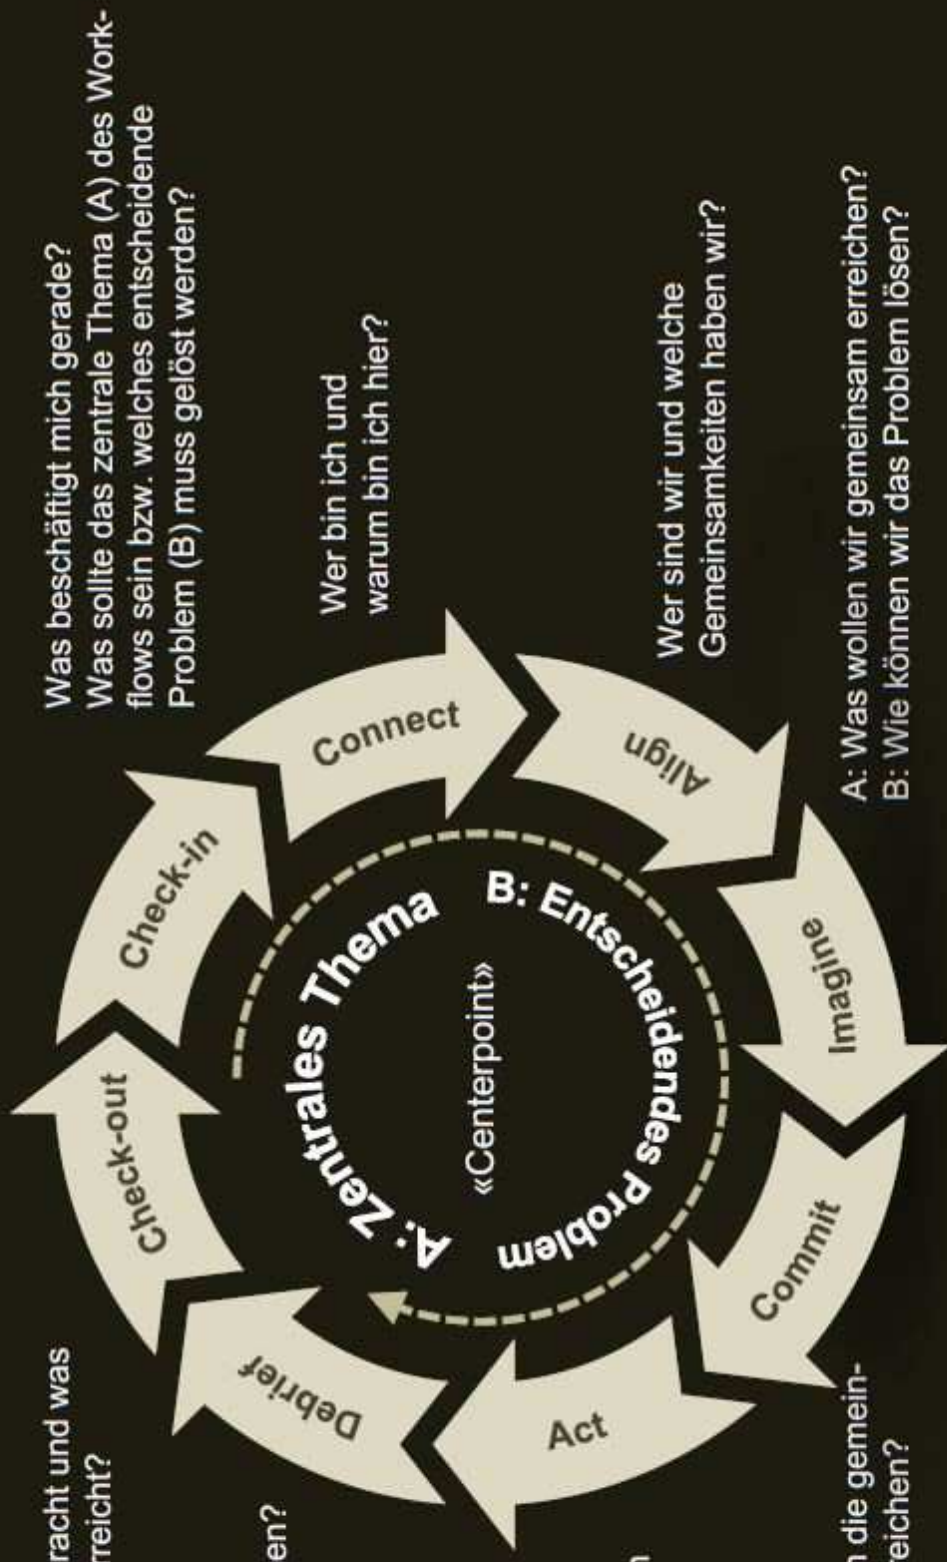 Was beschäftigt mich gerade?
Was sollte das zentrale Thema (A) des Work-
flows sein bzw. welches entscheidende
Problem (B) muss gelöst werden?
Wer bin ich und
warum bin ich hier?
Wer sind wir und welche
Gemeinsamkeiten haben wir?
A: Was wollen wir gemeinsam erreichen?
B: Wie können wir das Problem lösen?
Check-in
Connect
Align
Imagine
Commit
Act
Debrief
Check-out
A: Zentrales Thema
«Centerpoint»
B: Entscheidendes Problem
racht und was
rreicht?
en?
die gemein-
eichen?